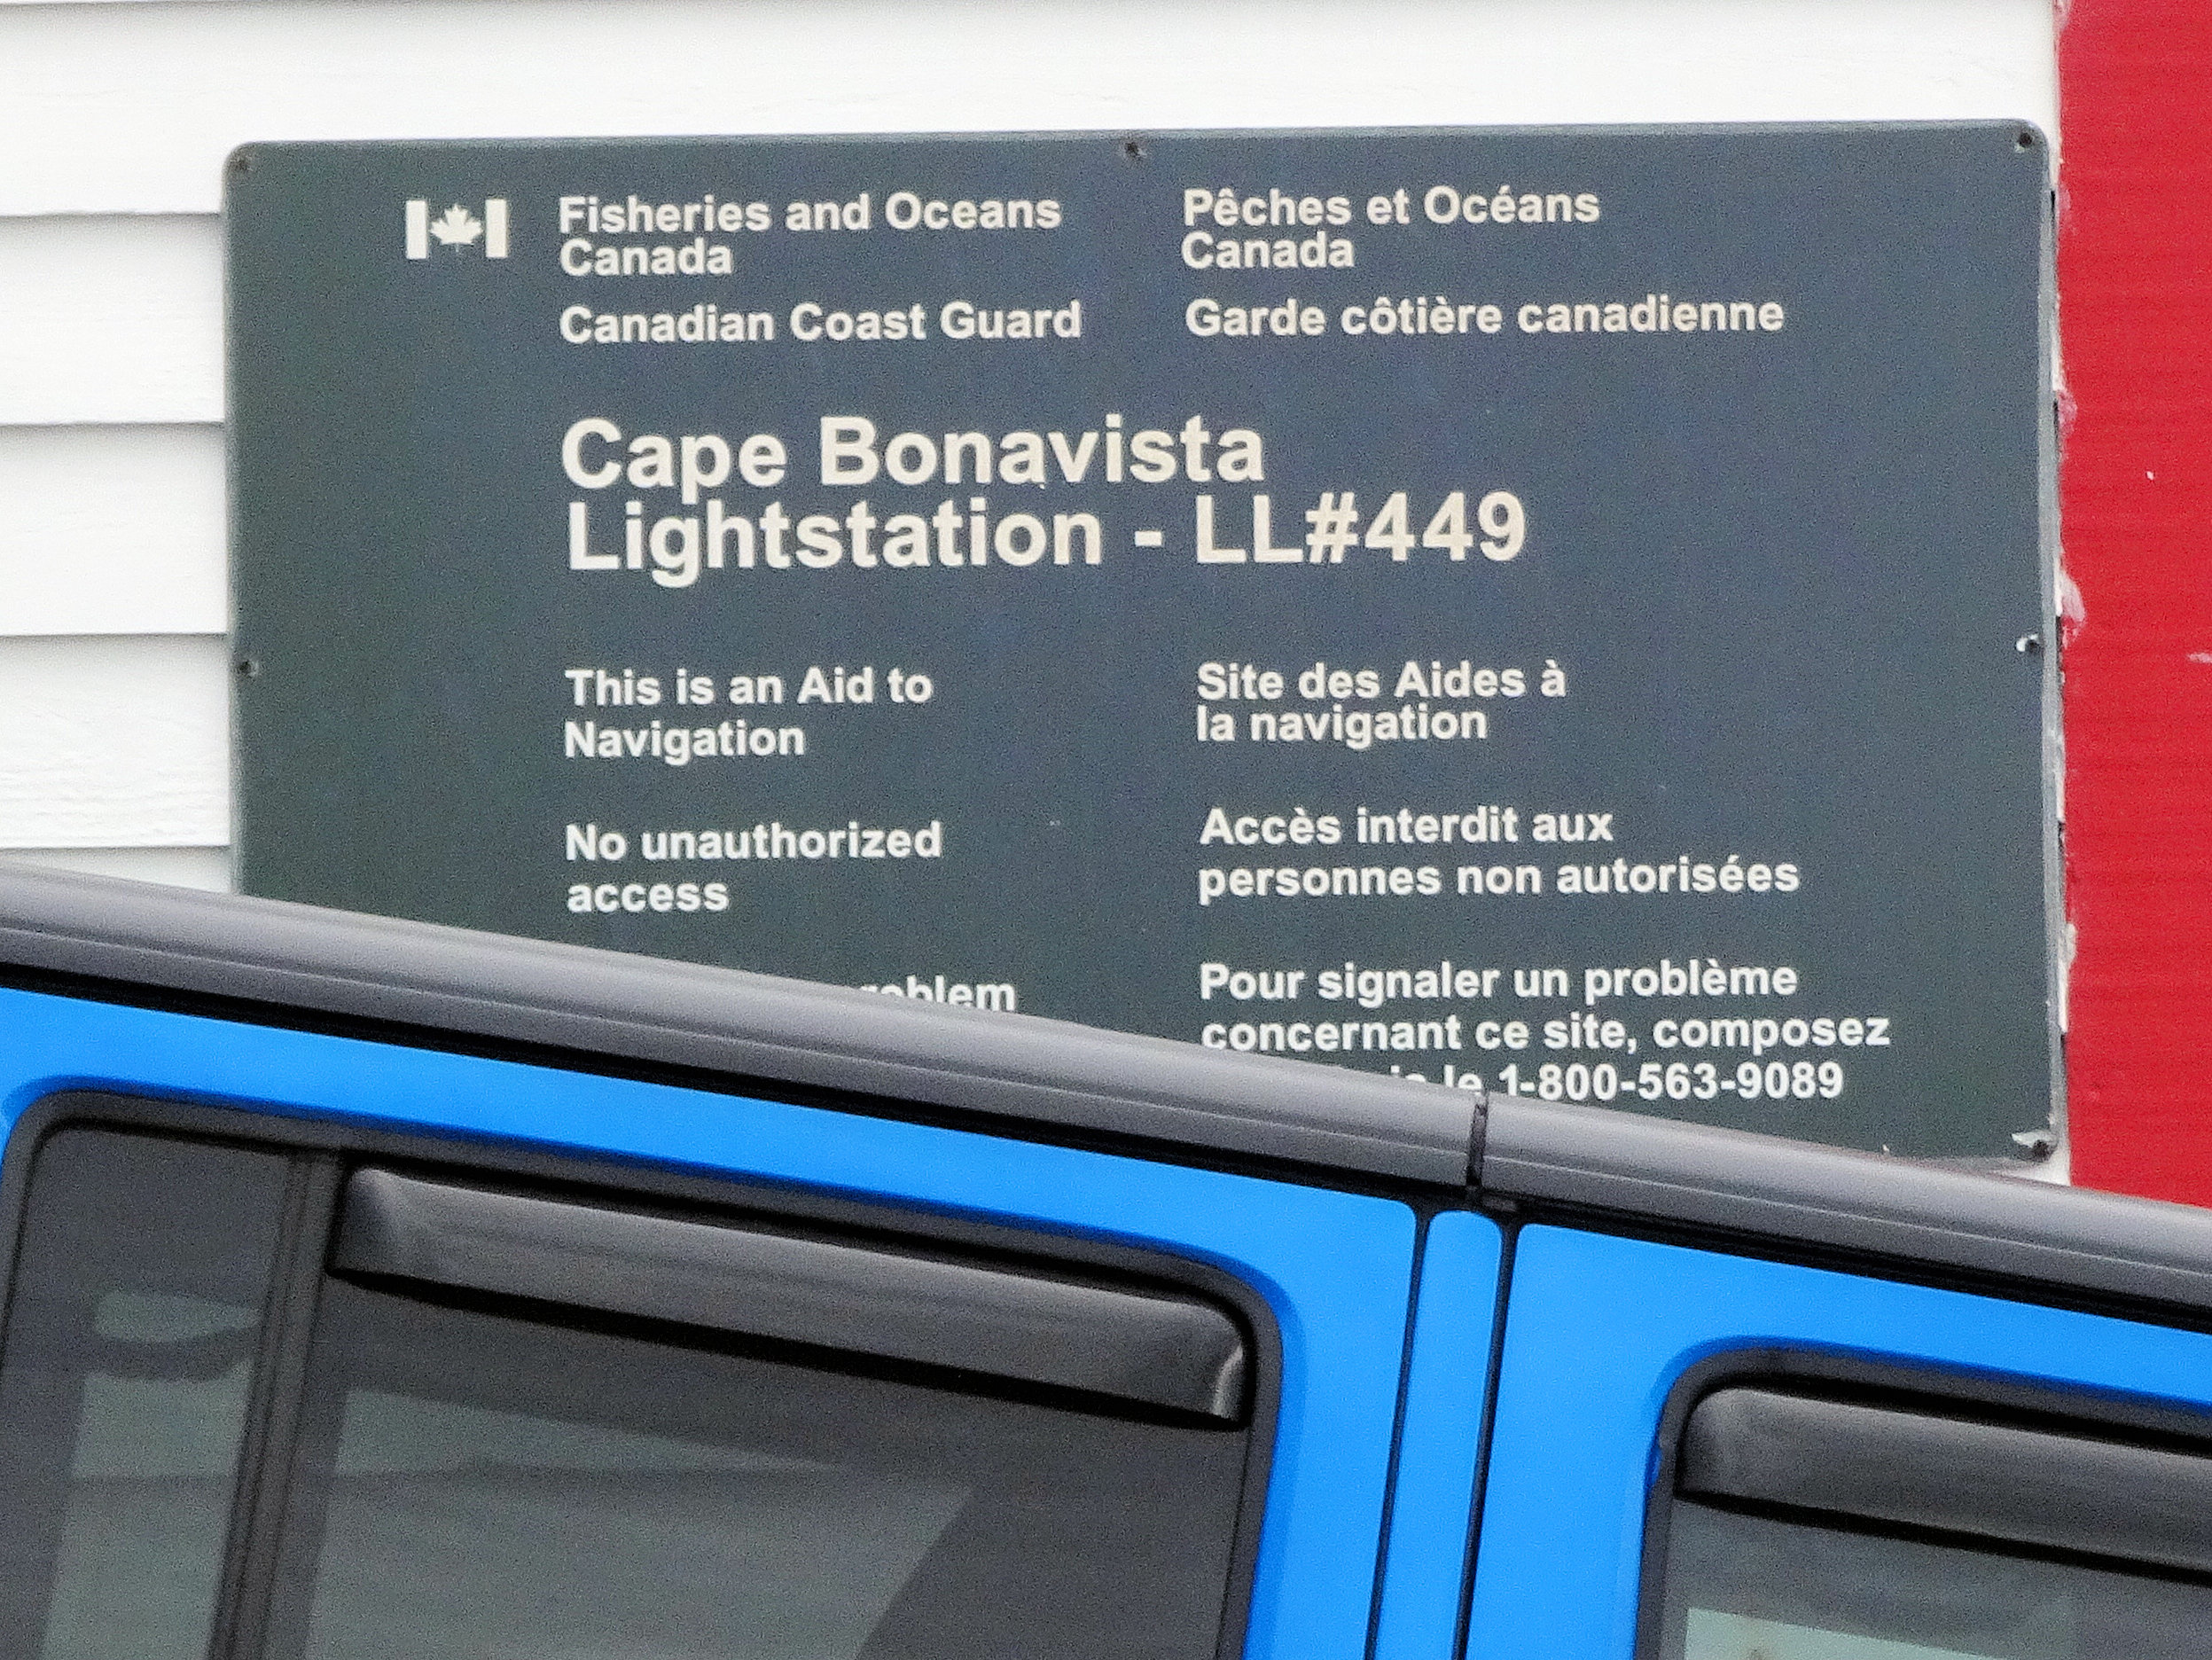 Fisheries and Oceans
Canada
Canadian Coast Guard
Pêches et Océans
Canada
Garde côtière canadienne
Cape Bonavista
Lightstation - LL#449
This is an Aid to
Navigation
No unauthorized
access
Site des Aides à
la navigation
Accès interdit aux
personnes non autorisées
Pour signaler un problème
concernant ce site, composez
le 1-800-563-9089